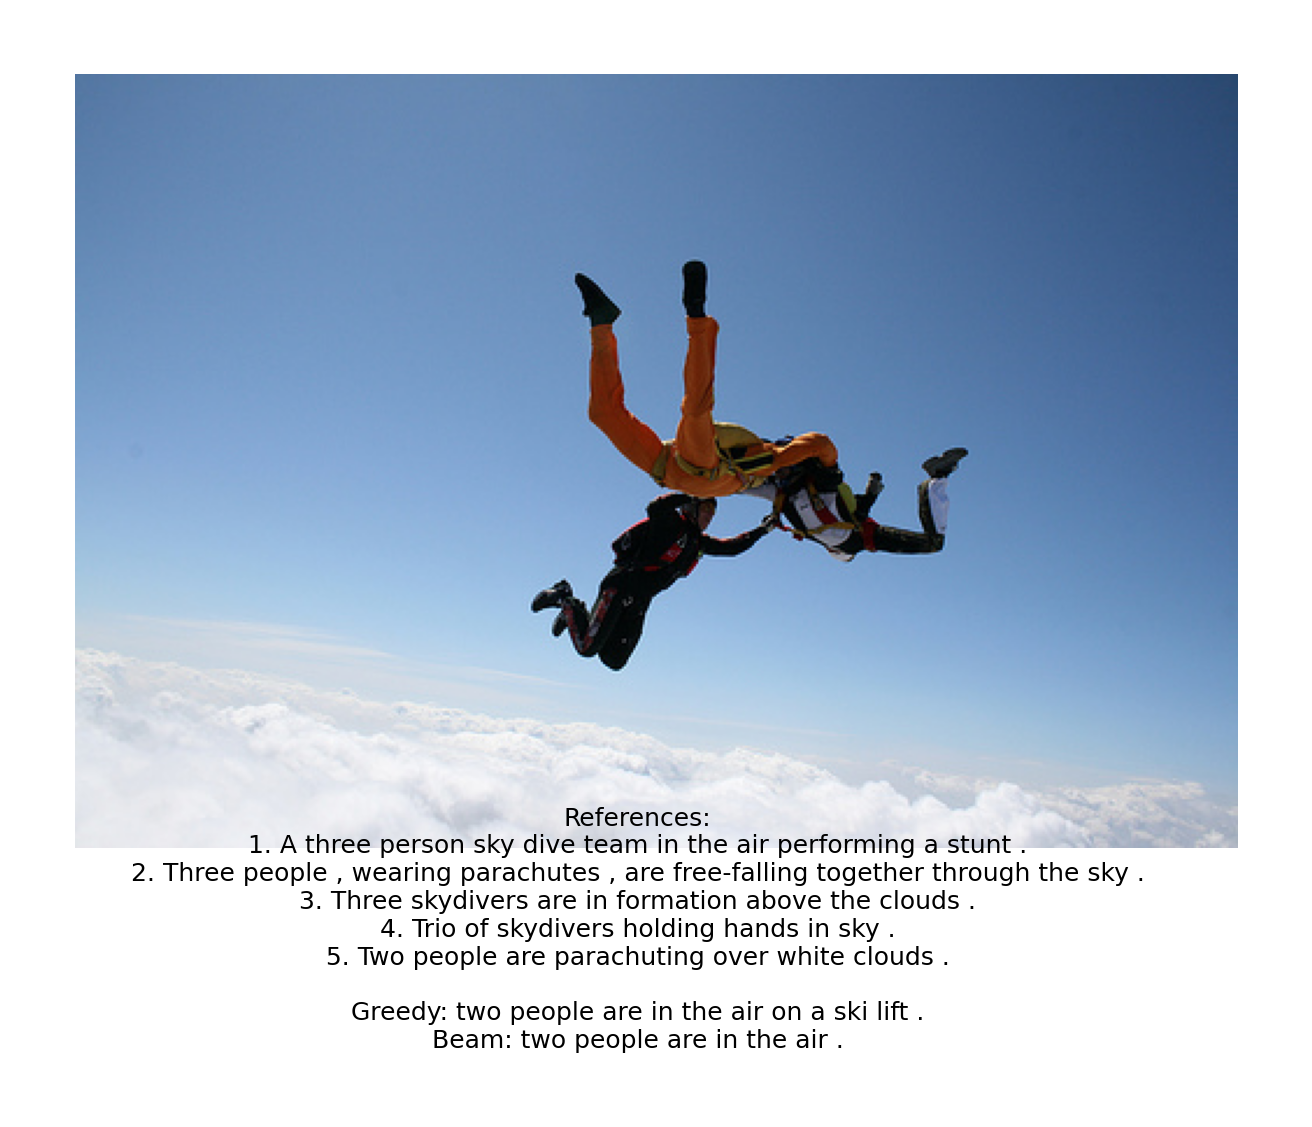 References:
1. A three person sky dive team in the air performing a stunt .
2. Three people , wearing parachutes , are free-falling together through the sky .
3. Three skydivers are in formation above the clouds .
4. Trio of skydivers holding hands in sky .
5. Two people are parachuting over white clouds .
Greedy: two people are in the air on a ski lift .
Beam: two people are in the air .